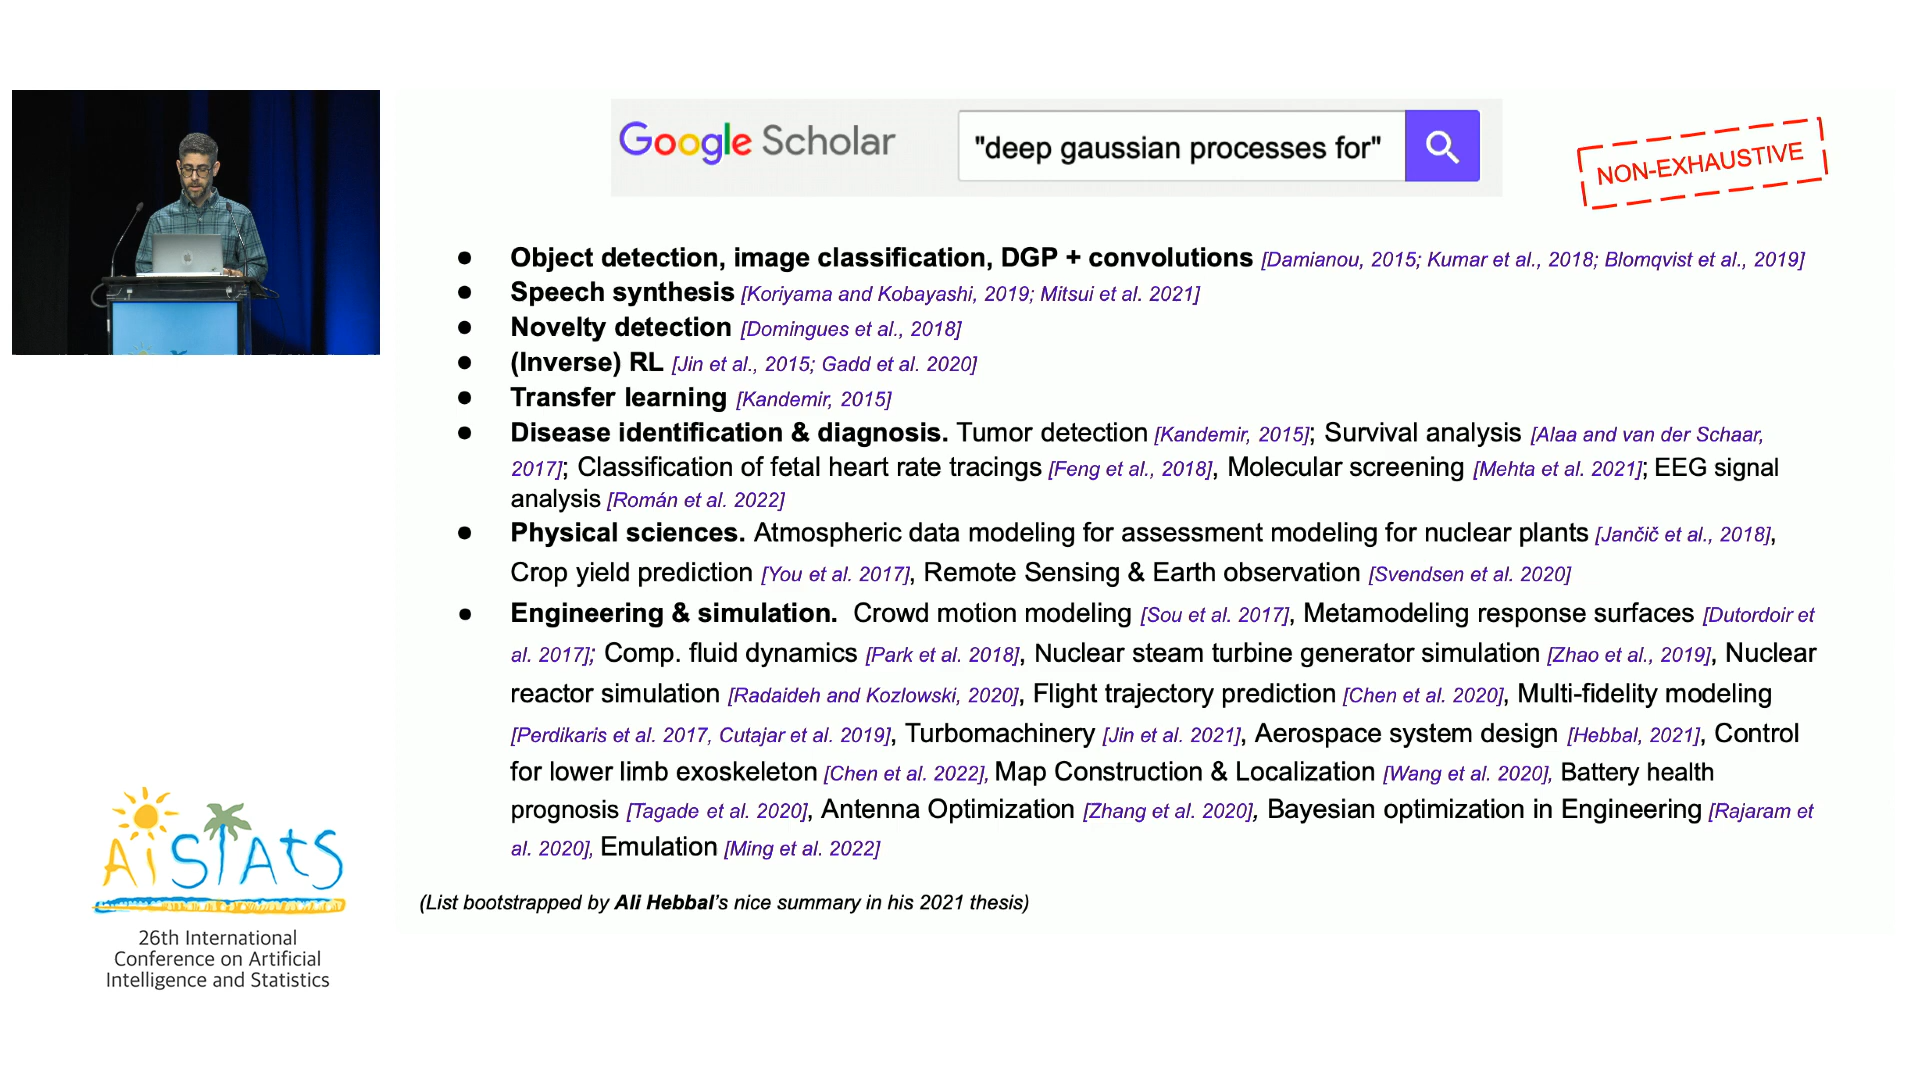 Google Scholar
"deep gaussian processes for"
NON-EXHAUSTIVE
● Object detection, image classification, DGP + convolutions [Damianou, 2015; Kumar et al., 2018; Blomqvist et al., 2019]
● Speech synthesis [Koriyama and Kobayashi, 2019; Mitsui et al. 2021]
● Novelty detection [Domingues et al., 2018]
● (Inverse) RL [Jin et al., 2015; Gadd et al. 2020]
● Transfer learning [Kandemir, 2015]
● Disease identification & diagnosis. Tumor detection [Kandemir, 2015]; Survival analysis [Alaa and van der Schaar,
2017]; Classification of fetal heart rate tracings [Feng et al., 2018], Molecular screening [Mehta et al. 2021]; EEG signal
analysis [Román et al. 2022]
● Physical sciences. Atmospheric data modeling for assessment modeling for nuclear plants [Jančič et al., 2018],
Crop yield prediction [You et al. 2017], Remote Sensing & Earth observation [Svendsen et al. 2020]
● Engineering & simulation. Crowd motion modeling [Sou et al. 2017], Metamodeling response surfaces [Dutordoir et
al. 2017]; Comp. fluid dynamics [Park et al. 2018], Nuclear steam turbine generator simulation [Zhao et al., 2019], Nuclear
reactor simulation [Radaideh and Kozlowski, 2020], Flight trajectory prediction [Chen et al. 2020], Multi-fidelity modeling
[Perdikaris et al. 2017, Cutajar et al. 2019], Turbomachinery [Jin et al. 2021], Aerospace system design [Hebbal, 2021], Control
for lower limb exoskeleton [Chen et al. 2022], Map Construction & Localization [Wang et al. 2020], Battery health
prognosis [Tagade et al. 2020], Antenna Optimization [Zhang et al. 2020], Bayesian optimization in Engineering [Rajaram et
al. 2020], Emulation [Ming et al. 2022]
(List bootstrapped by Ali Hebbal's nice summary in his 2021 thesis)
AiSTATS
26th International
Conference on Artificial
Intelligence and Statistics